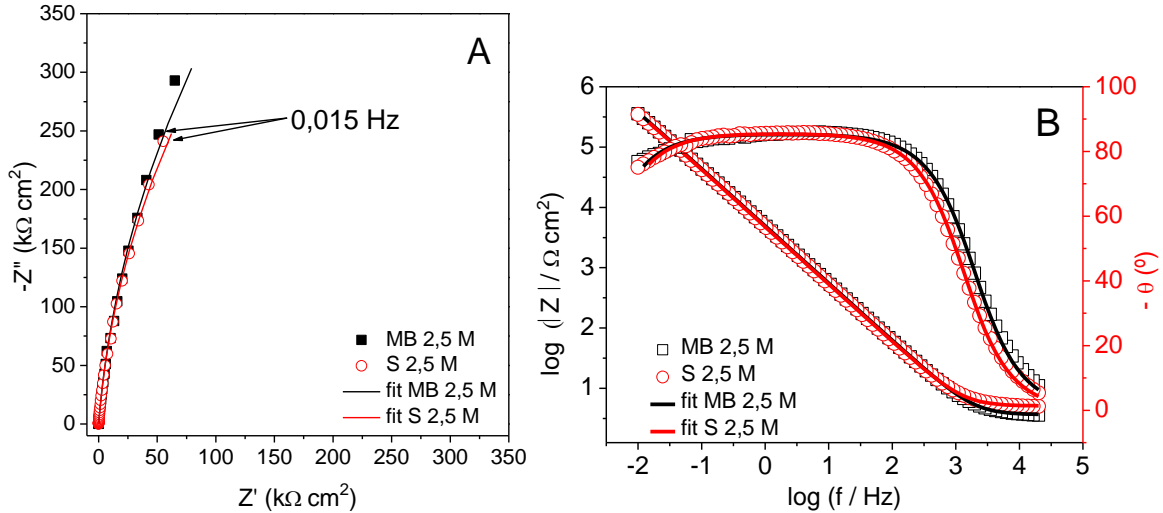 A
350
300
250
200
150
100
50
0
-Z" (kΩ cm²)
0,015 Hz
MB 2,5 M
S 2,5 M
fit MB 2,5 M
fit S 2,5 M
0 50 100 150 200 250 300 350
Z' (kΩ cm²)
B
6
5
4
3
2
1
log (|Z| / Ω cm²)
100
80
60
40
20
0
- θ (º)
MB 2,5 M
S 2,5 M
fit MB 2,5 M
fit S 2,5 M
-2 -1 0 1 2 3 4 5
log (f / Hz)